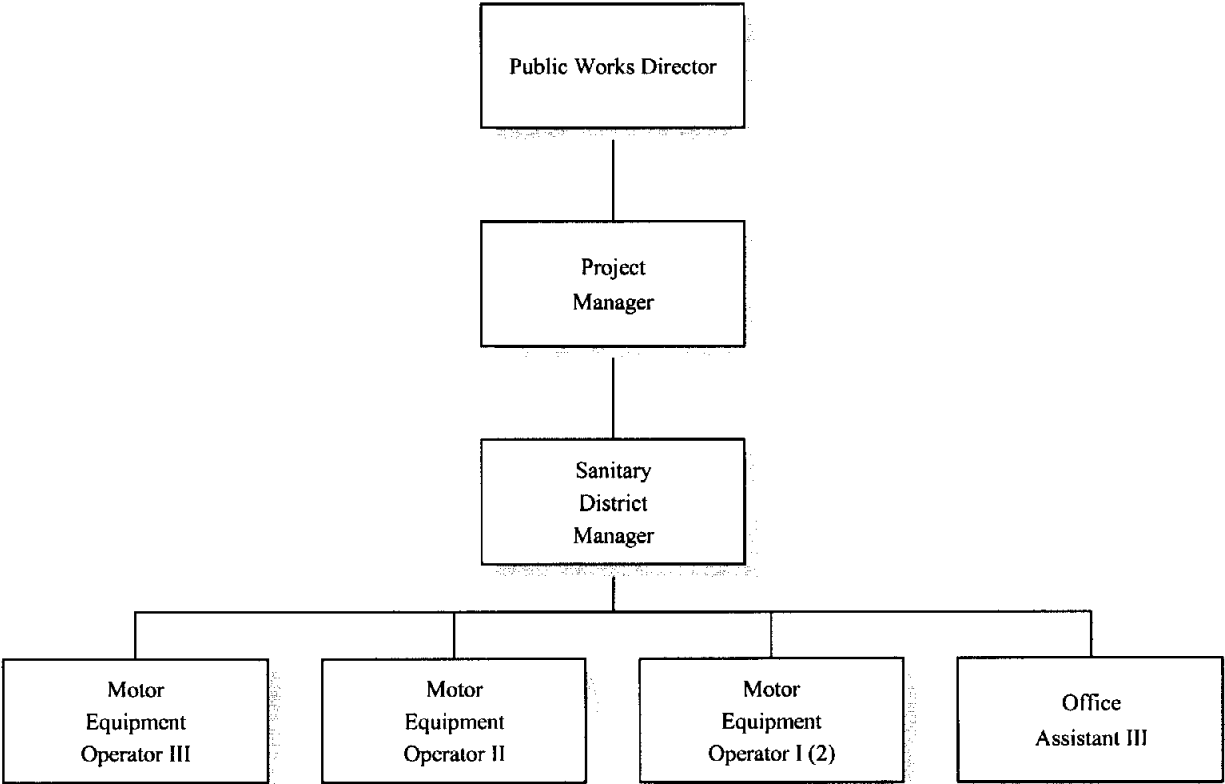 Public Works Director
Project
Manager
Sanitary
District
Manager
Motor
Equipment
Operator III
Motor
Equipment
Operator II
Motor
Equipment
Operator I (2)
Office
Assistant III